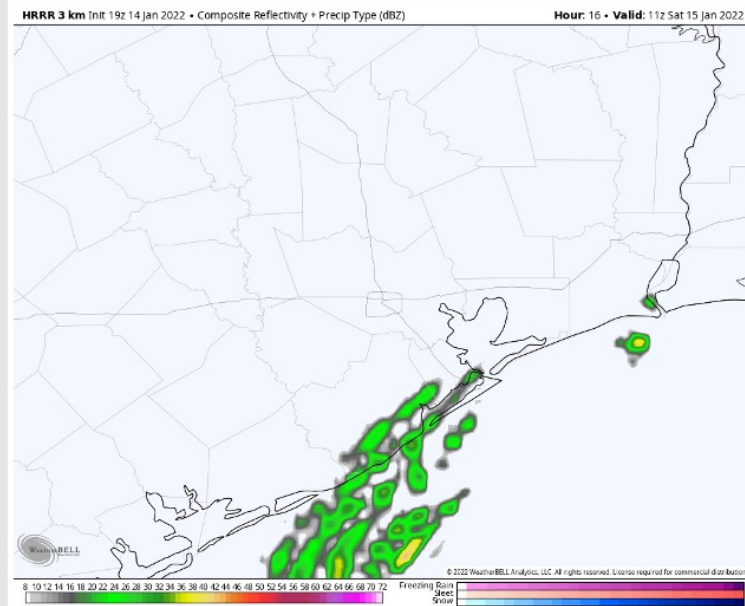 HRRR 3 km Init 19z 14 Jan 2022 • Composite Reflectivity + Precip Type (dBZ) Hour: 16 • Valid: 11z Sat 15 Jan 2022
WeatherBELL
© 2022 WeatherBELL Analytics, LLC. All rights reserved. License required for commercial distribution
8 10 12 14 16 18 20 22 24 26 28 30 32 34 36 38 40 42 44 46 48 50 52 54 56 58 60 62 64 66 68 70 72
Freezing Rain
Sleet
Snow